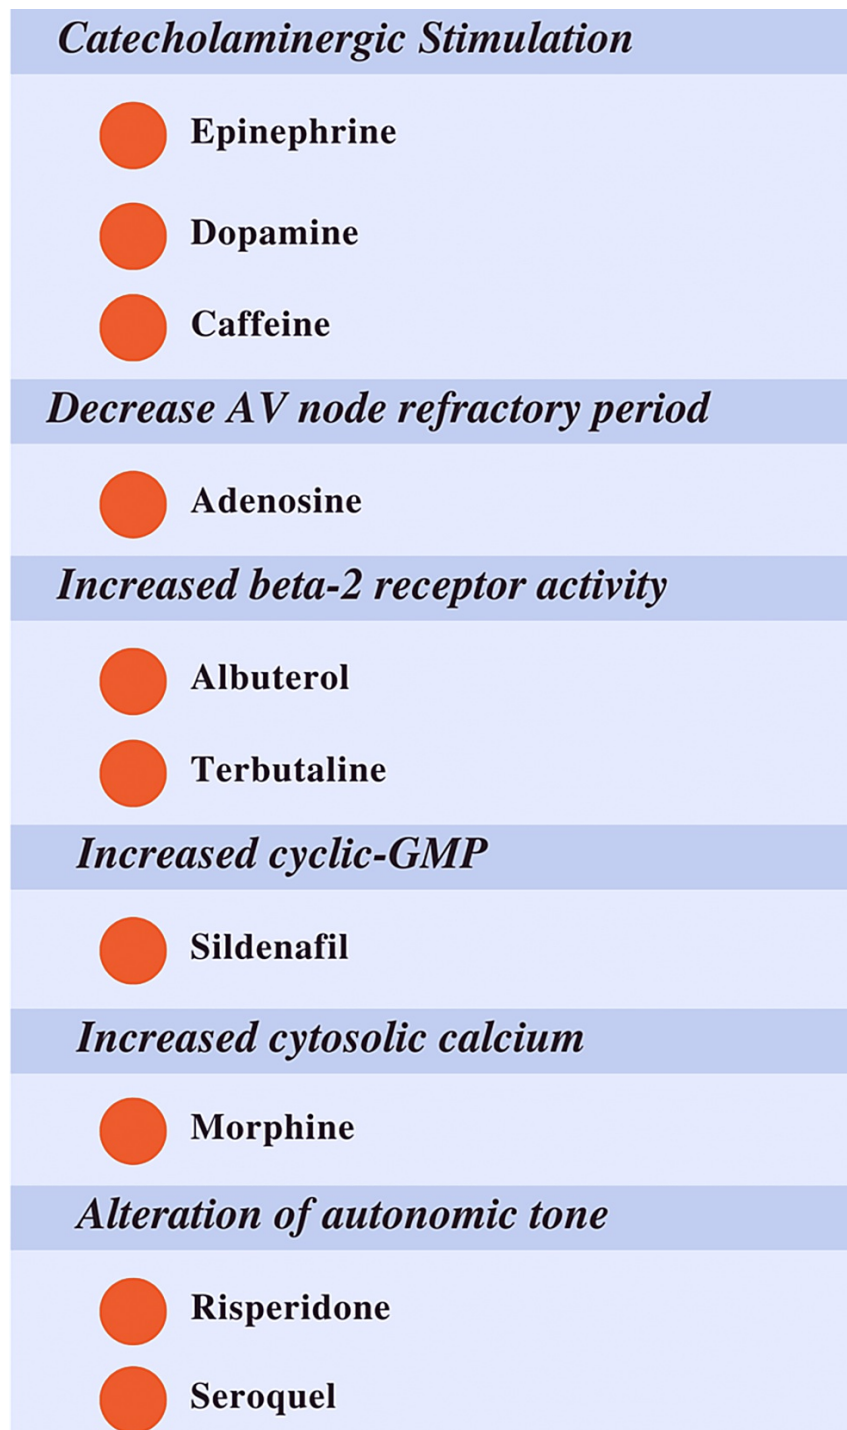 Catecholaminergic Stimulation
Epinephrine
Dopamine
Caffeine
Decrease AV node refractory period
Adenosine
Increased beta-2 receptor activity
Albuterol
Terbutaline
Increased cyclic-GMP
Sildenafil
Increased cytosolic calcium
Morphine
Alteration of autonomic tone
Risperidone
Seroquel